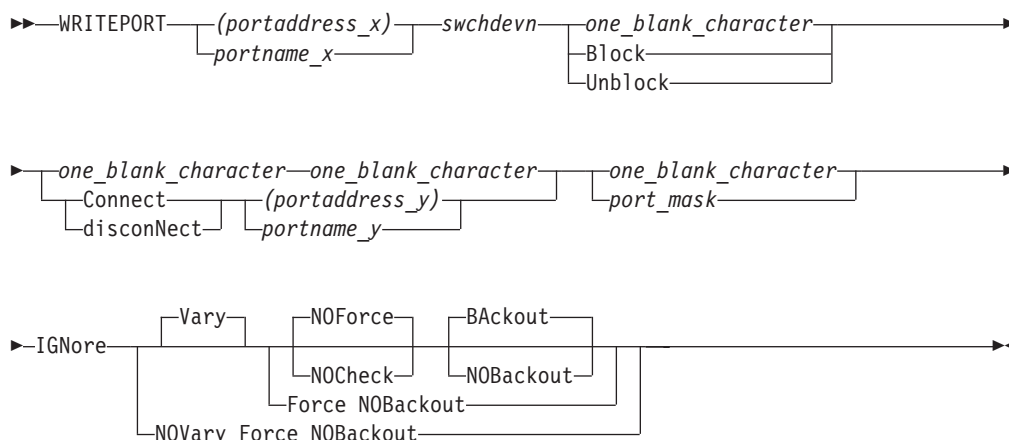 WRITEPORT (portaddress_x) swchdevn one_blank_character
portname_x Block
Unblock
one_blank_character one_blank_character one_blank_character
Connect (portaddress_y) port_mask
disconNect portname_y
Vary NOForce BAckout
IGNore
NOCheck NOBackout
Force NOBackout
NOVary Force NOBackout